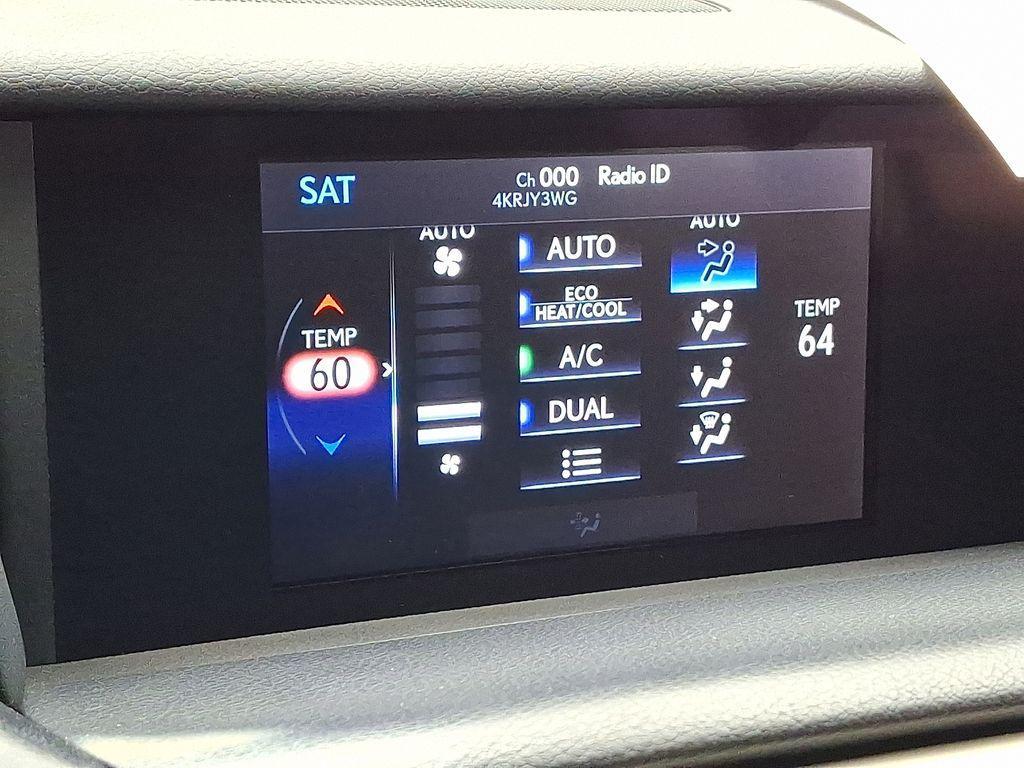 SAT
Ch 000 Radio ID
4KRJY3WG
TEMP
60
AUTO
AUTO
ECO
HEAT/COOL
A/C
DUAL
AUTO
TEMP
64